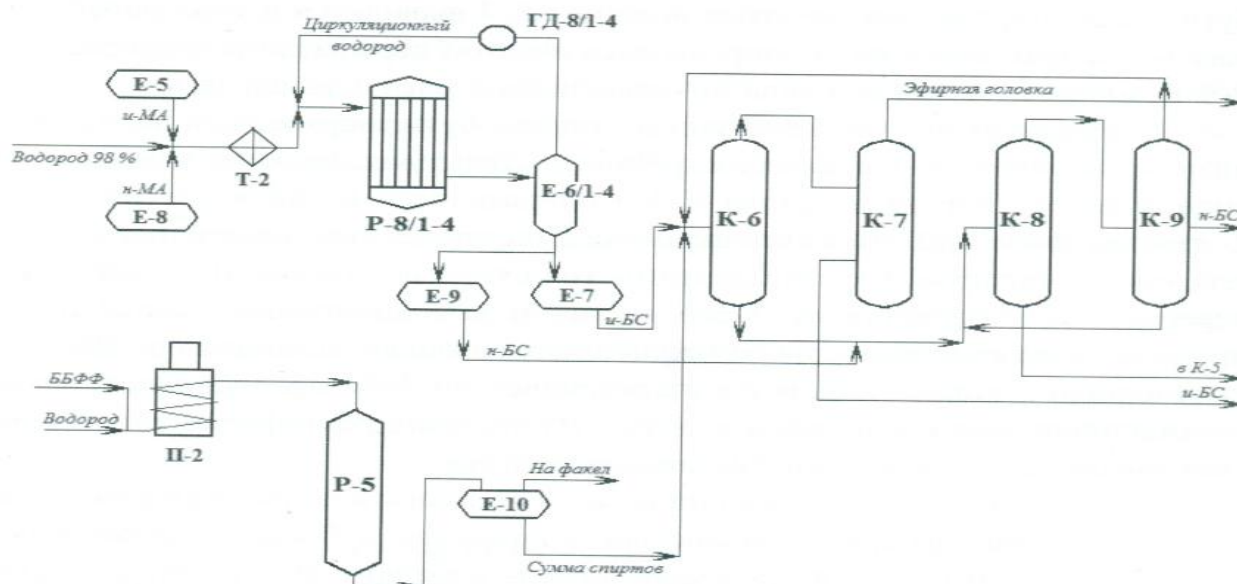 Циркуляционный
водород
ГД-8/1-4
Е-5
и-МА
Водород 98 %
н-МА
Е-8
Т-2
Р-8/1-4
Е-6/1-4
Е-9
Е-7
и-БС
н-БС
Эфирная головка
К-6
К-7
К-8
К-9
н-БС
в К-5
и-БС
ББФФ
Водород
П-2
Р-5
Е-10
На факел
Сумма спиртов